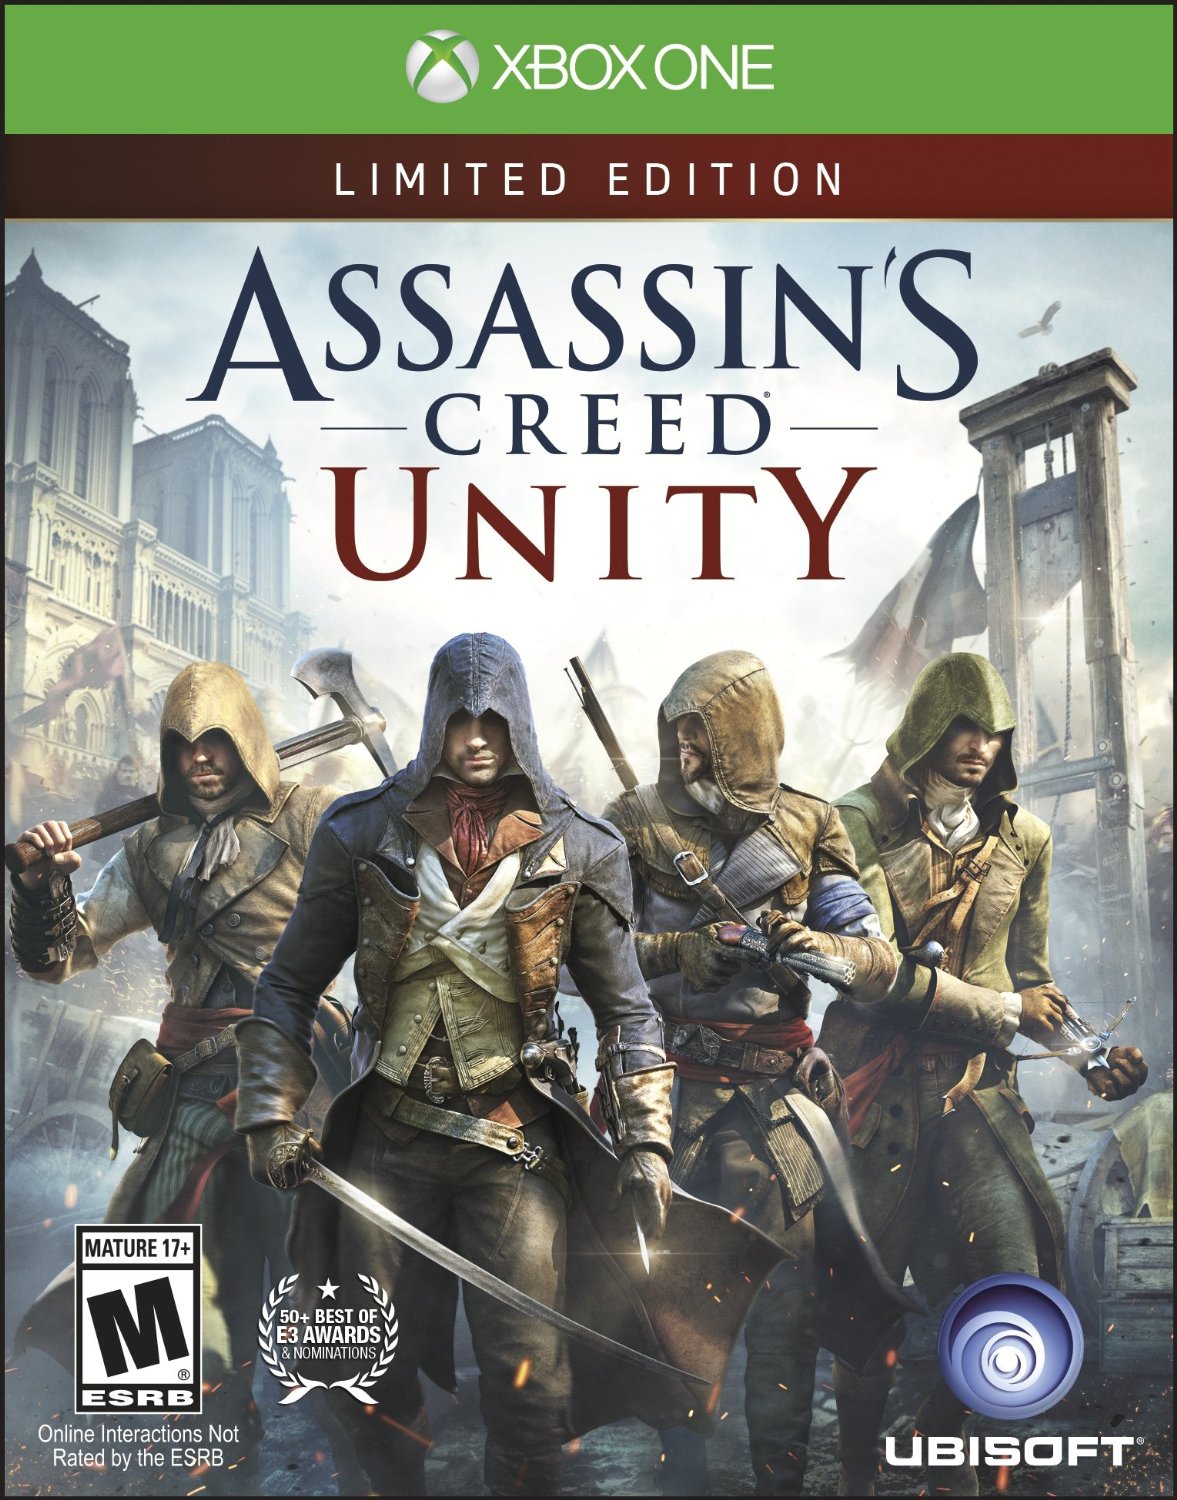 XBOX ONE
LIMITED EDITION
ASSASSIN'S
CREED®
UNITY
MATURE 17+
M®
ESRB
Online Interactions Not
Rated by the ESRB
50+ BEST OF
E3 AWARDS
& NOMINATIONS
UBISOFT®